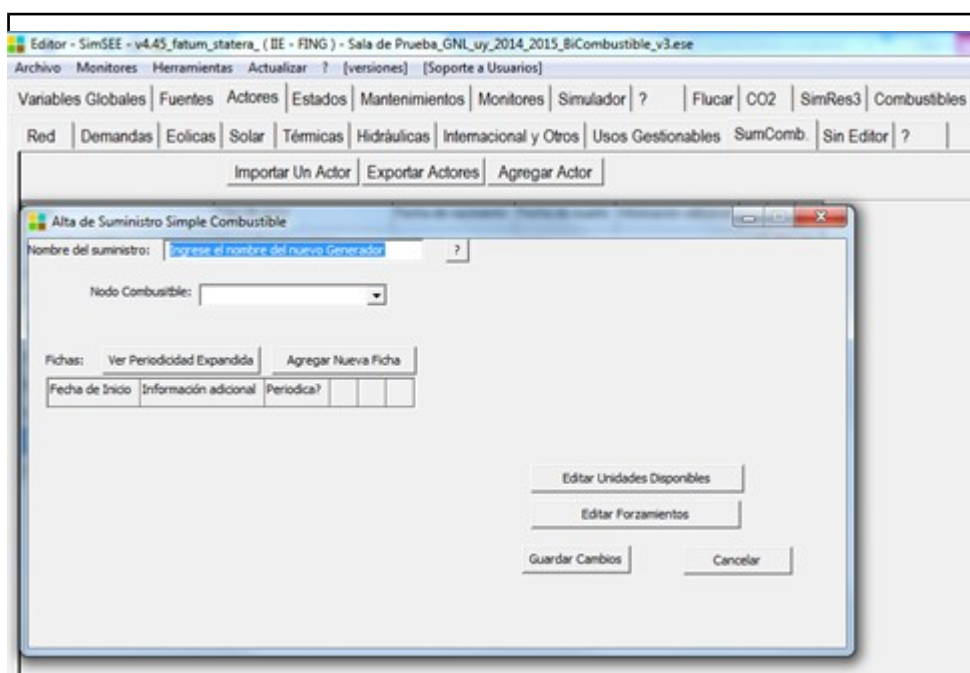 Editor - SimSEE - v4.45_fatum_statera_ ( IIE - FING ) - Sala de Prueba_GNL_uy_2014_2015_BiCombustible_v3.ese
Archivo Monitores Herramientas Actualizar ? [versiones] [Soporte a Usuarios]
Variables Globales Fuentes Actores Estados Mantenimientos Monitores Simulador ? Flucar CO2 SimRes3 Combustibles
Red Demandas Eolicas Solar Térmicas Hidráulicas Internacional y Otros Usos Gestionables SumComb. Sin Editor ?
Importar Un Actor Exportar Actores Agregar Actor
Alta de Suministro Simple Combustible
Nombre del suministro: Ingrese el nombre del nuevo Generador ?
Nodo Combustible:
Fichas: Ver Periodicidad Expandida Agregar Nueva Ficha
Fecha de Inicio Información adicional Periodica?
Editar Unidades Disponibles
Editar Forzamientos
Guardar Cambios Cancelar